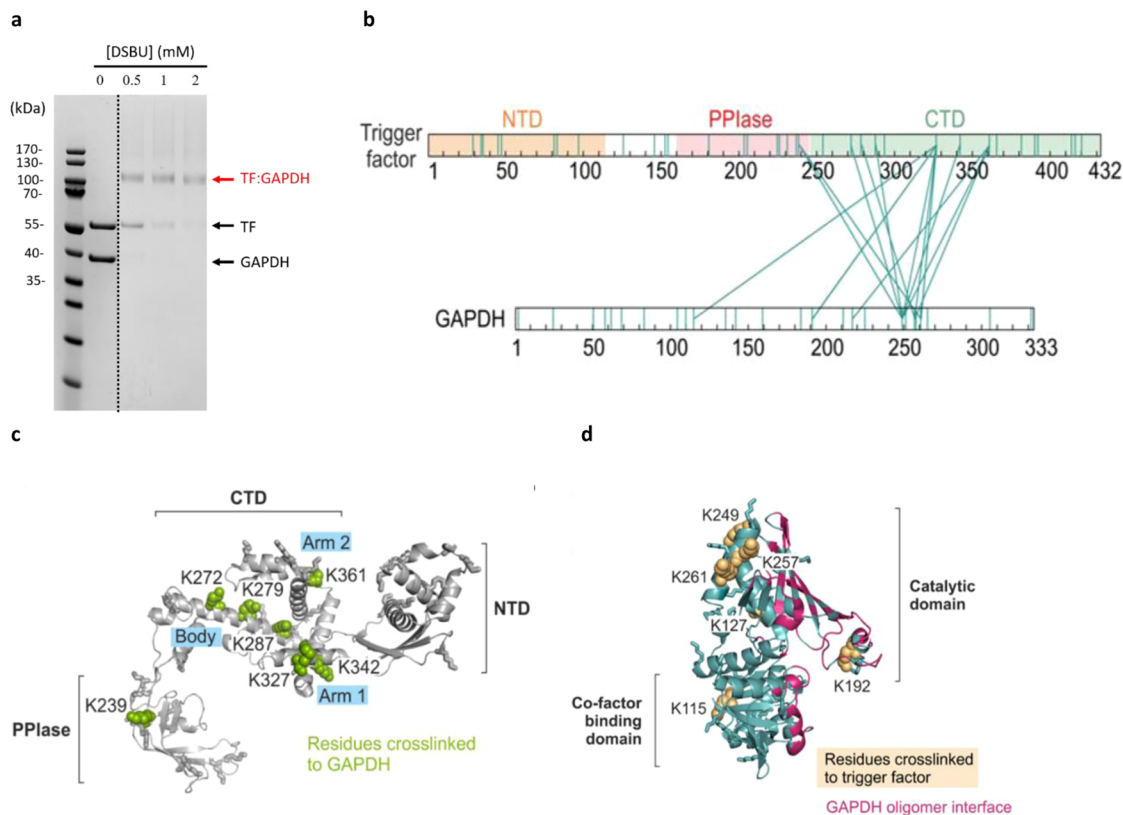 a
[DSBU] (mM)
0 0.5 1 2
(kDa)
170-
130-
100-
70-
55-
40-
35-
TF:GAPDH
TF
GAPDH
b
NTD PPIase CTD
Trigger
factor
1 50 100 150 200 250 300 350 400 432
GAPDH
1 50 100 150 200 250 300 333
c
CTD
Arm 2
K272
K279
K361
NTD
Body
K287
K327
K342
Arm 1
K239
PPIase
Residues crosslinked
to GAPDH
d
K249
K257
K261
K127
Catalytic
domain
K192
Co-factor
binding
domain
K115
Residues crosslinked
to trigger factor
GAPDH oligomer interface